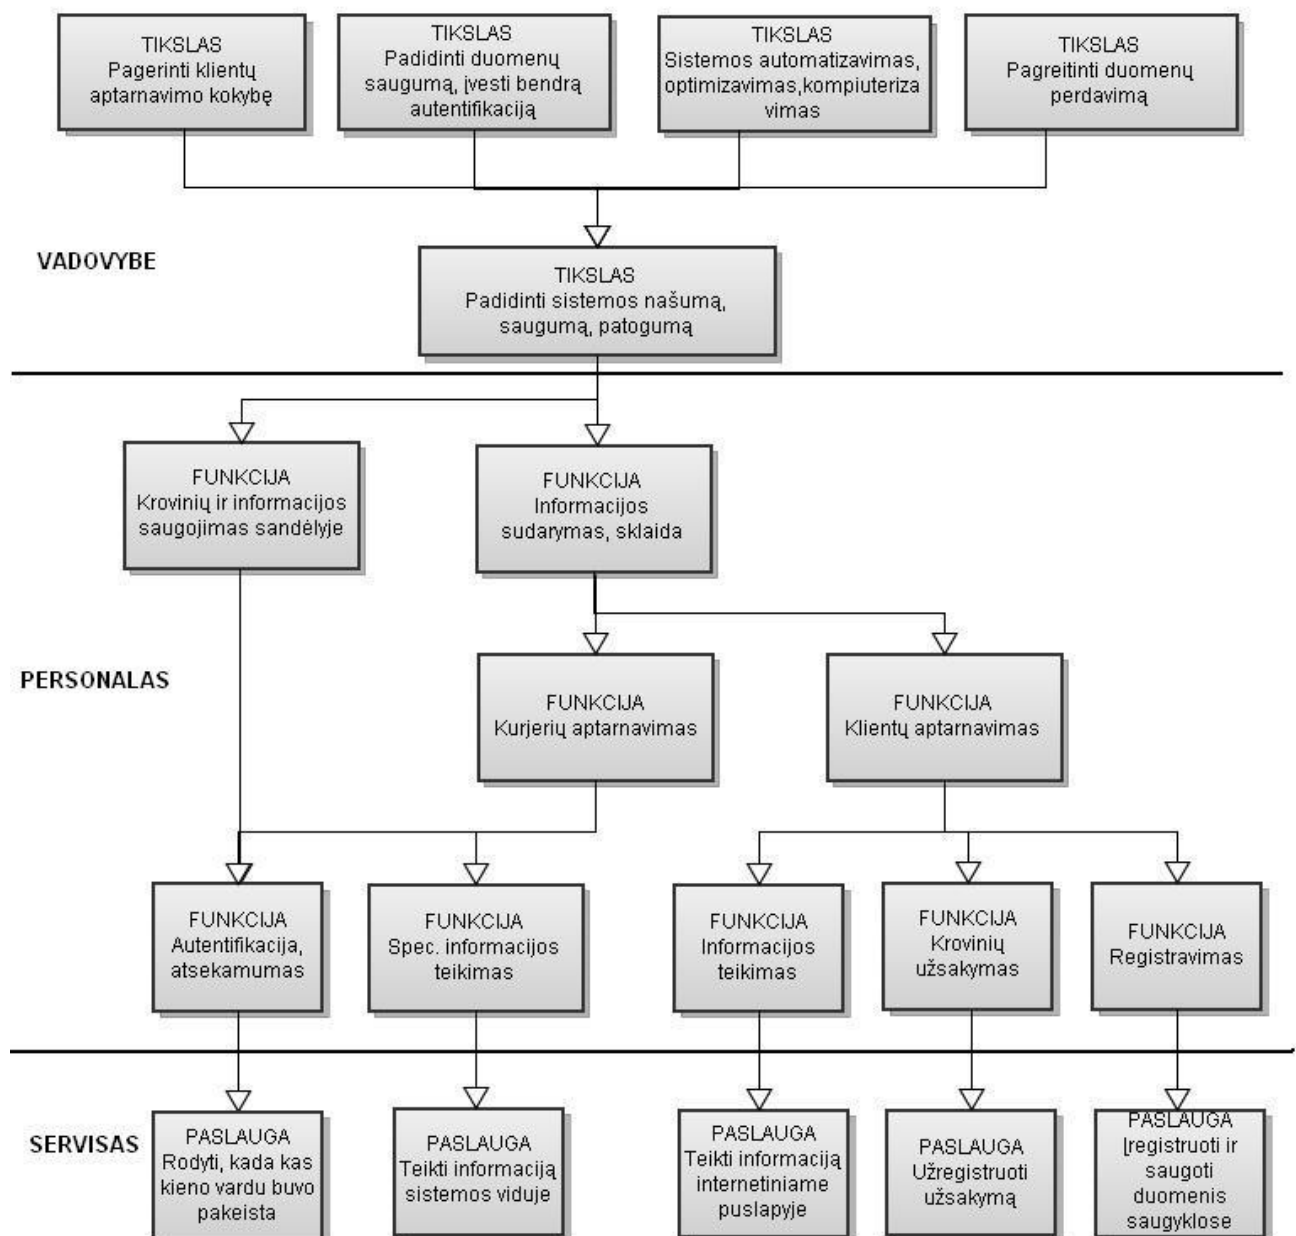 TIKSLAS
Pagerinti klientų
aptarnavimo kokybę
TIKSLAS
Padidinti duomenų
saugumą, įvesti bendrą
autentifikaciją
TIKSLAS
Sistemos automatizavimas,
optimizavimas,kompiuteriza
vimas
TIKSLAS
Pagreitinti duomenų
perdavimą
VADOVYBE
TIKSLAS
Padidinti sistemos našumą,
saugumą, patogumą
FUNKCIJA
Krovinių ir informacijos
saugojimas sandėlyje
FUNKCIJA
Informacijos
sudarymas, sklaida
PERSONALAS
FUNKCIJA
Kurjerių aptarnavimas
FUNKCIJA
Klientų aptarnavimas
FUNKCIJA
Autentifikacija,
atsekamumas
FUNKCIJA
Spec. informacijos
teikimas
FUNKCIJA
Informacijos
teikimas
FUNKCIJA
Krovinių
užsakymas
FUNKCIJA
Registravimas
SERVISAS
PASLAUGA
Rodyti, kada kas
kieno vardu buvo
pakeista
PASLAUGA
Teikti informaciją
sistemos viduje
PASLAUGA
Teikti informaciją
internetiniame
puslapyje
PASLAUGA
Užregistruoti
užsakymą
PASLAUGA
Įregistruoti ir
saugoti
duomenis
saugyklose